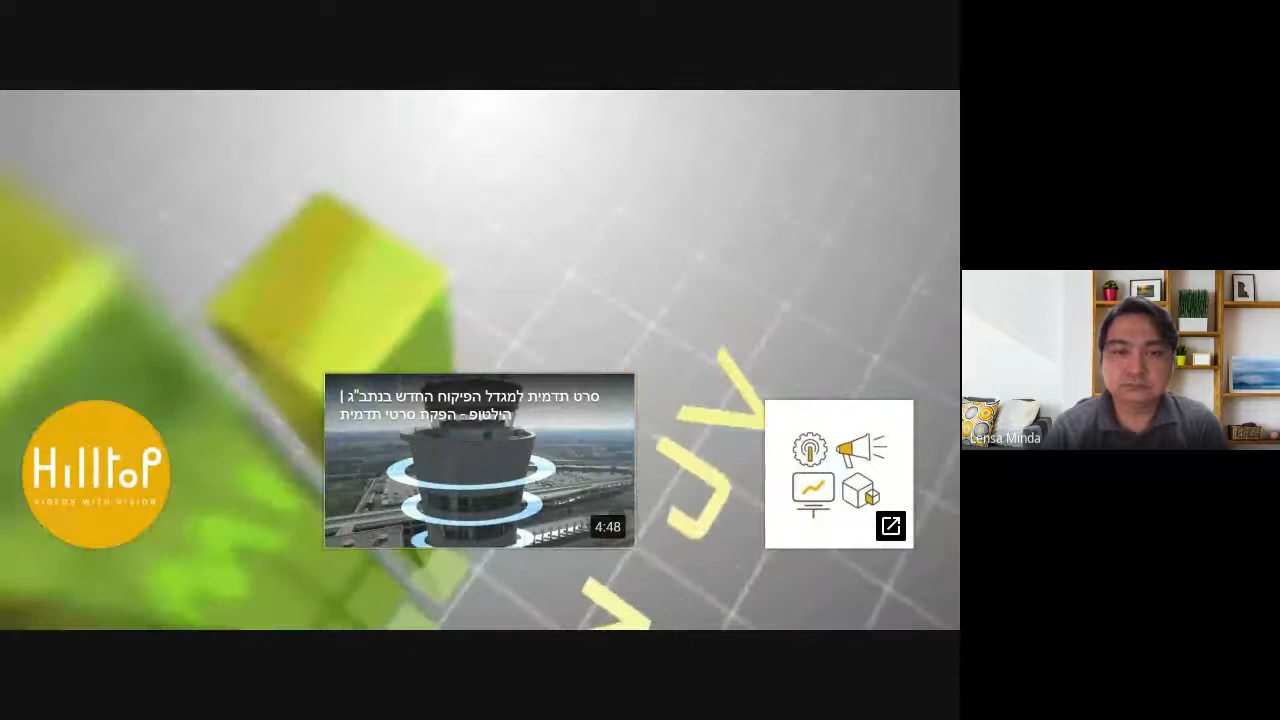 סרט תדמית למגדל הפיקוח החדש בנתב"ג |
הילטופ - הפקת סרטי תדמית
HilltoP
VIDEOS WITH VISION
4:48
Lensa Minda